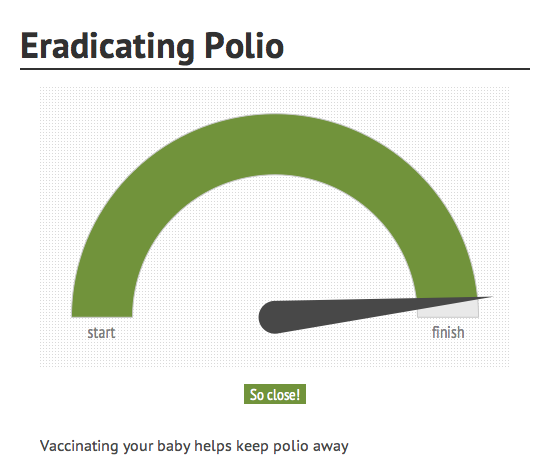 Eradicating Polio
start
finish
So close!
Vaccinating your baby helps keep polio away